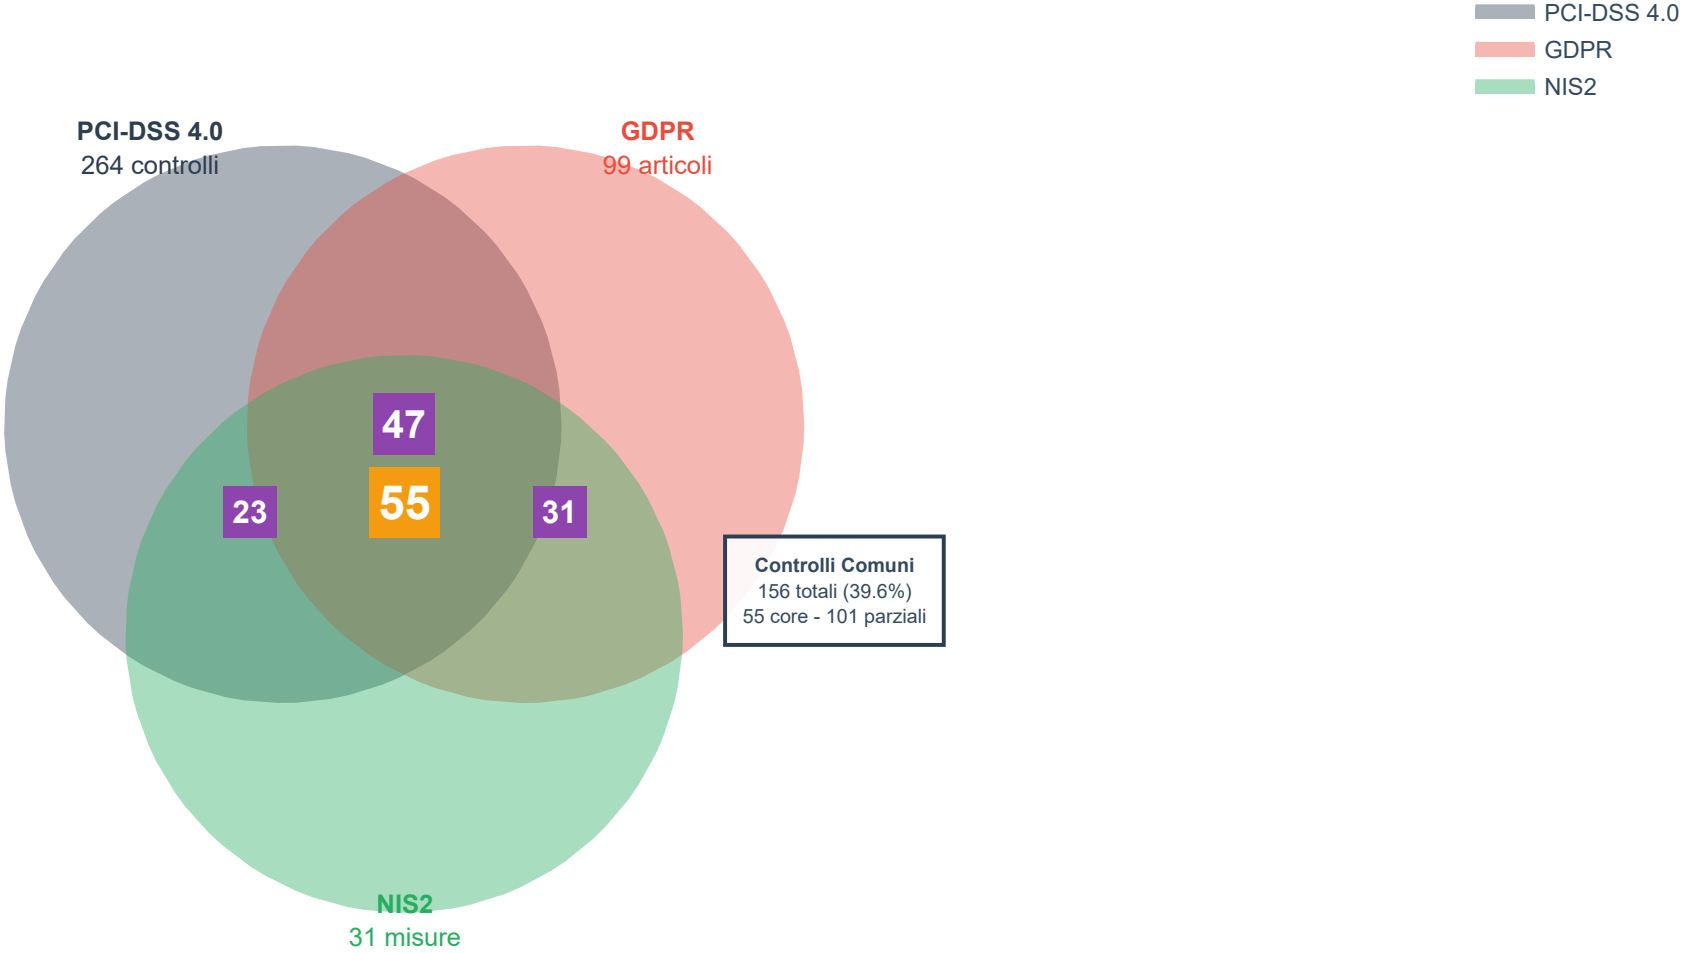 PCI-DSS 4.0
GDPR
NIS2
PCI-DSS 4.0
264 controlli
GDPR
99 articoli
47
23
55
31
Controlli Comuni
156 totali (39.6%)
55 core - 101 parziali
NIS2
31 misure